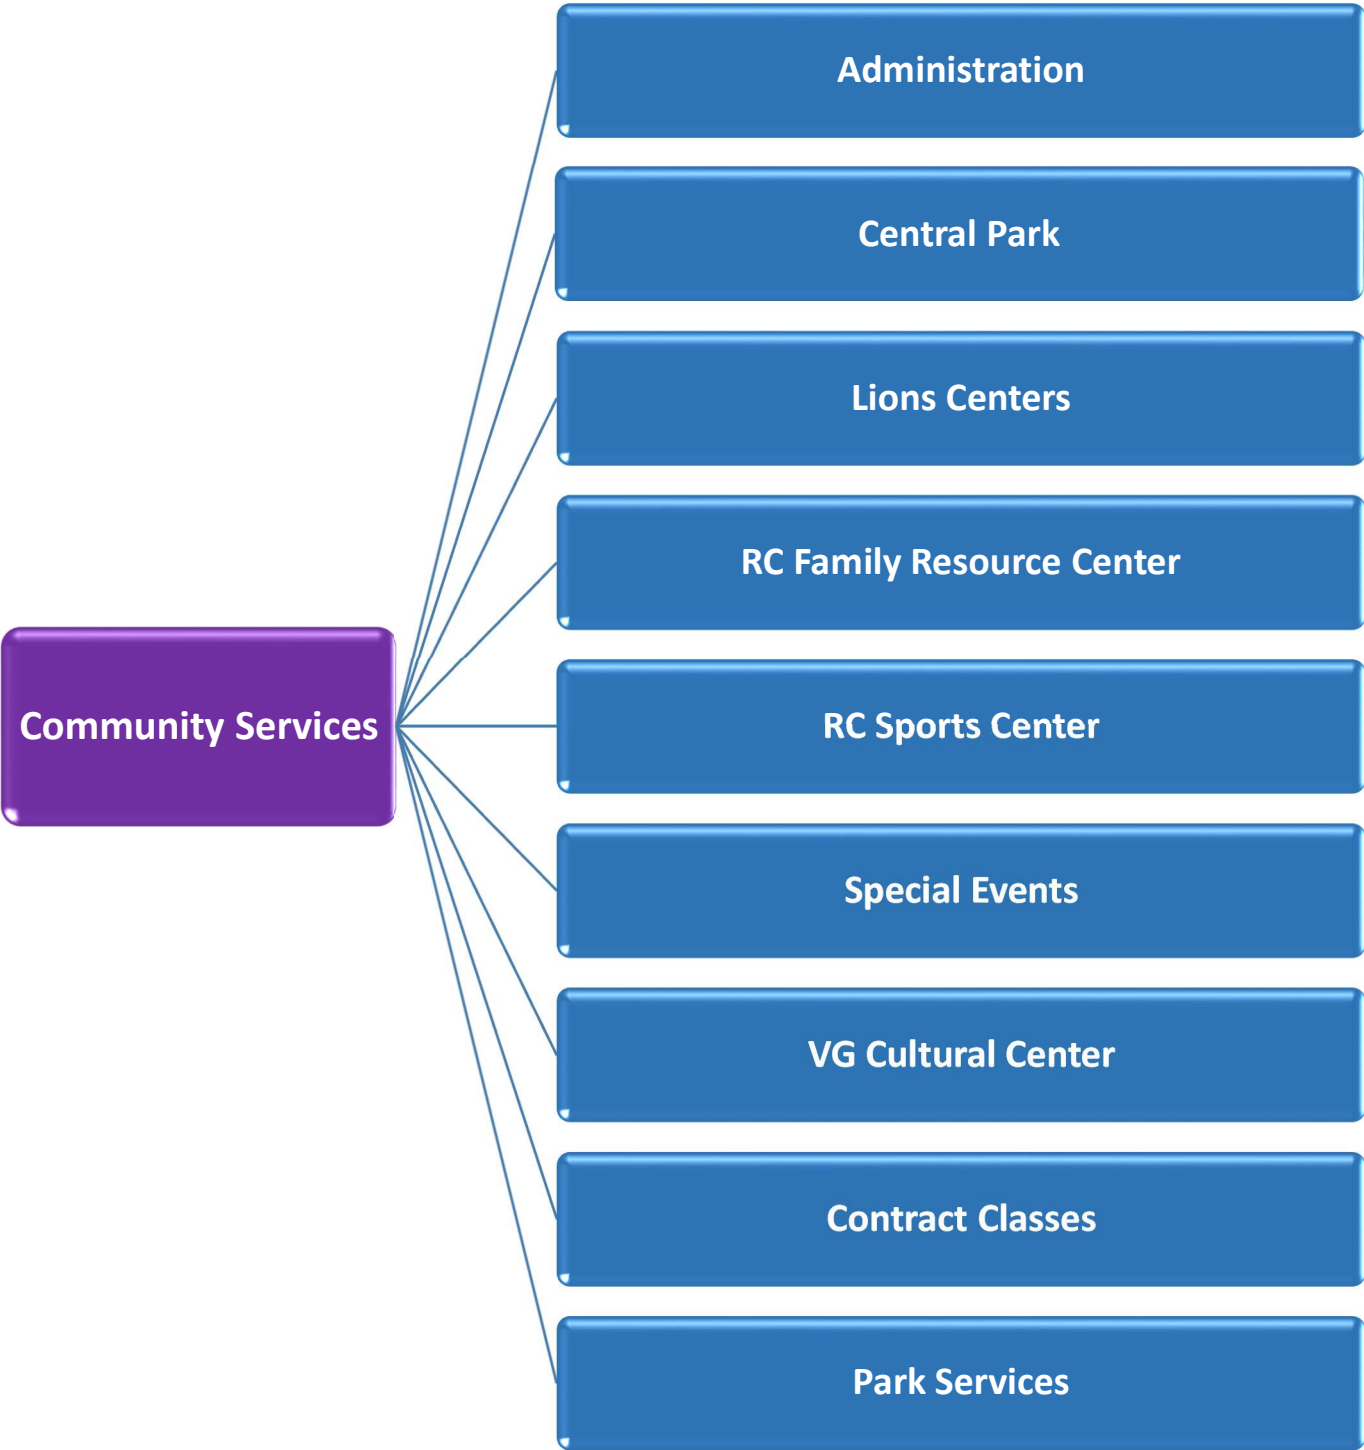 Administration
Central Park
Lions Centers
RC Family Resource Center
Community Services
RC Sports Center
Special Events
VG Cultural Center
Contract Classes
Park Services